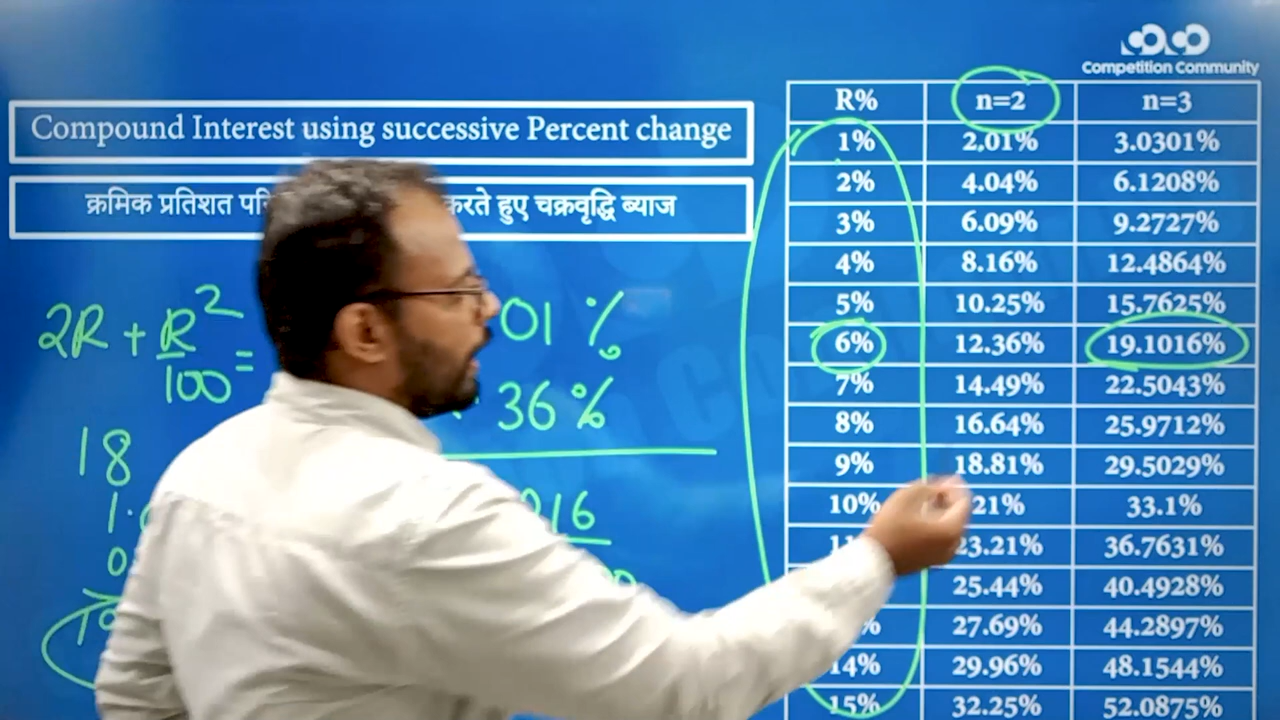 Competition Community
Compound Interest using successive Percent change
क्रमिक प्रतिशत करते हुए चक्रवृद्धि ब्याज
2R + R²/100 =
01 %
36%
18
16
R% n=2 n=3
1% 2.01% 3.0301%
2% 4.04% 6.1208%
3% 6.09% 9.2727%
4% 8.16% 12.4864%
5% 10.25% 15.7625%
6% 12.36% 19.1016%
7% 14.49% 22.5043%
8% 16.64% 25.9712%
9% 18.81% 29.5029%
10% 21% 33.1%
23.21% 36.7631%
25.44% 40.4928%
27.69% 44.2897%
14% 29.96% 48.1544%
15% 32.25% 52.0875%